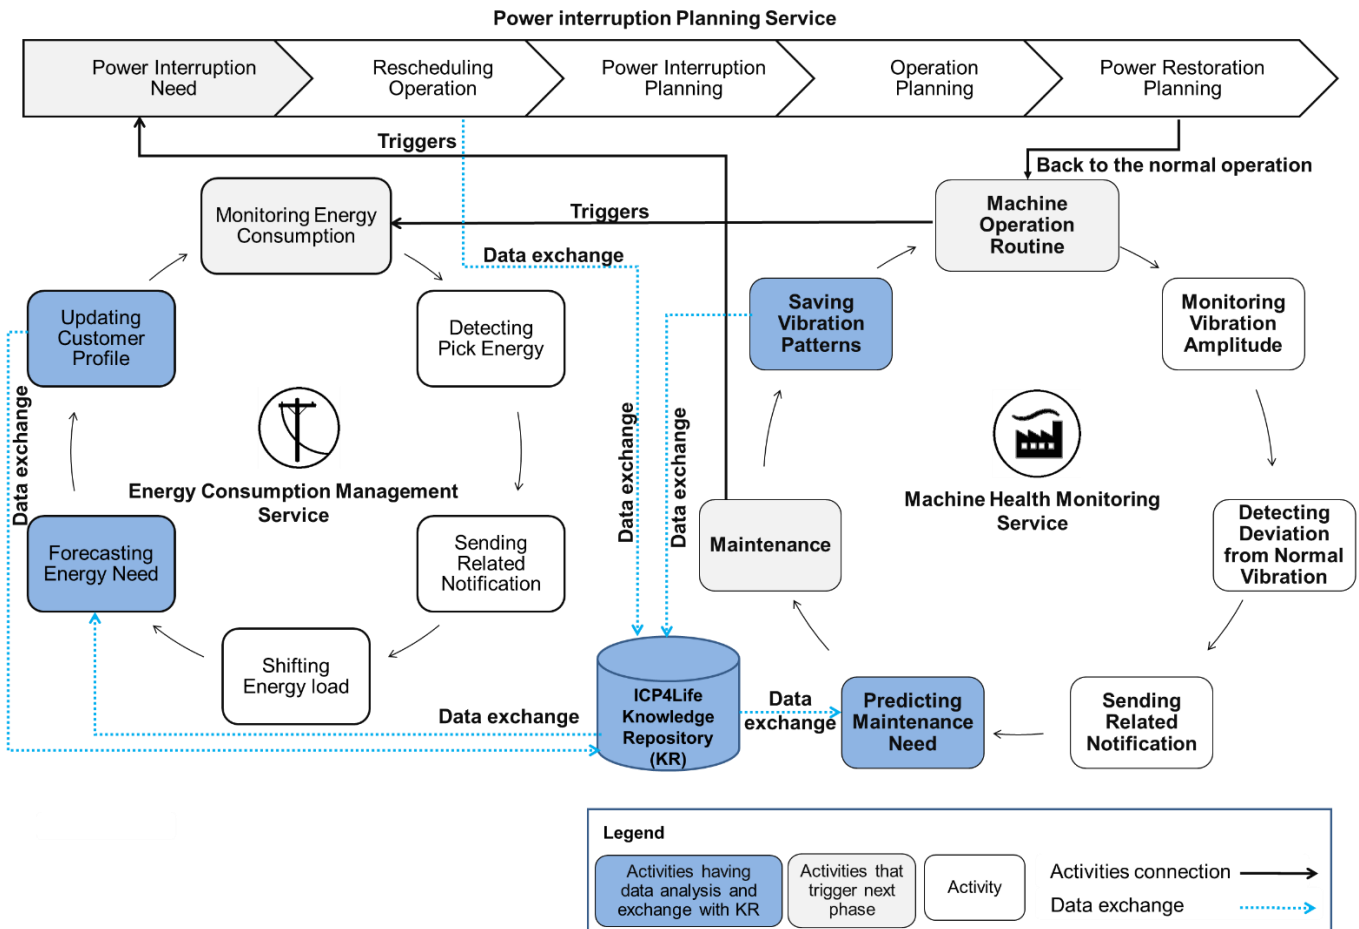 Power interruption Planning Service
Power Interruption
Need
Rescheduling
Operation
Power Interruption
Planning
Operation
Planning
Power Restoration
Planning
Triggers
Back to the normal operation
Monitoring Energy
Consumption
Triggers
Machine
Operation
Routine
Data exchange
Updating
Customer
Profile
Detecting
Pick Energy
Saving
Vibration
Patterns
Monitoring
Vibration
Amplitude
Data exchange
Data exchange
Data exchange
Energy Consumption Management
Service
Machine Health Monitoring
Service
Forecasting
Energy Need
Sending
Related
Notification
Maintenance
Detecting
Deviation
from Normal
Vibration
Shifting
Energy load
Data exchange
ICP4Life
Knowledge
Repository
(KR)
Data
exchange
Predicting
Maintenance
Need
Sending
Related
Notification
Legend
Activities having
data analysis and
exchange with KR
Activities that
trigger next
phase
Activity
Activities connection
Data exchange